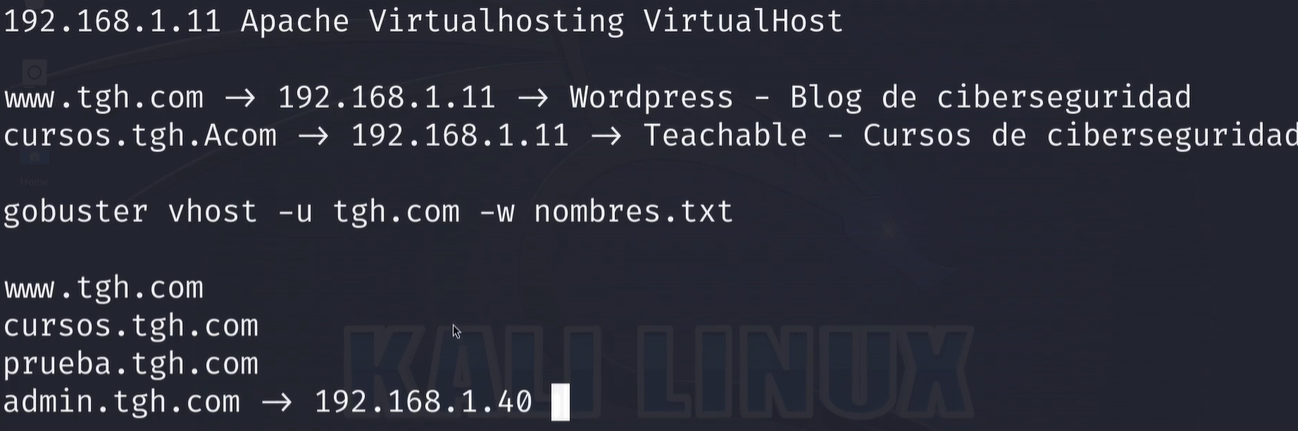 192.168.1.11 Apache Virtualhosting VirtualHost
www.tgh.com → 192.168.1.11 → Wordpress - Blog de ciberseguridad
cursos.tgh.Acom → 192.168.1.11 → Teachable - Cursos de ciberseguridad
gobuster vhost -u tgh.com -w nombres.txt
www.tgh.com
cursos.tgh.com
prueba.tgh.com
admin.tgh.com → 192.168.1.40
KALI LINUX